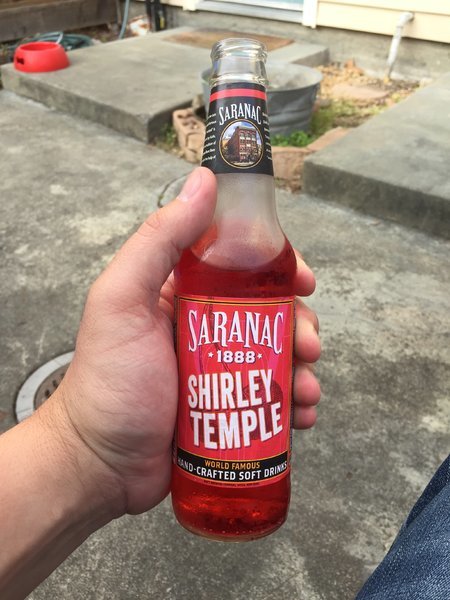 SARANAC
SARANAC
★1888★
SHIRLEY
TEMPLE
WORLD FAMOUS
HAND-CRAFTED SOFT DRINKS